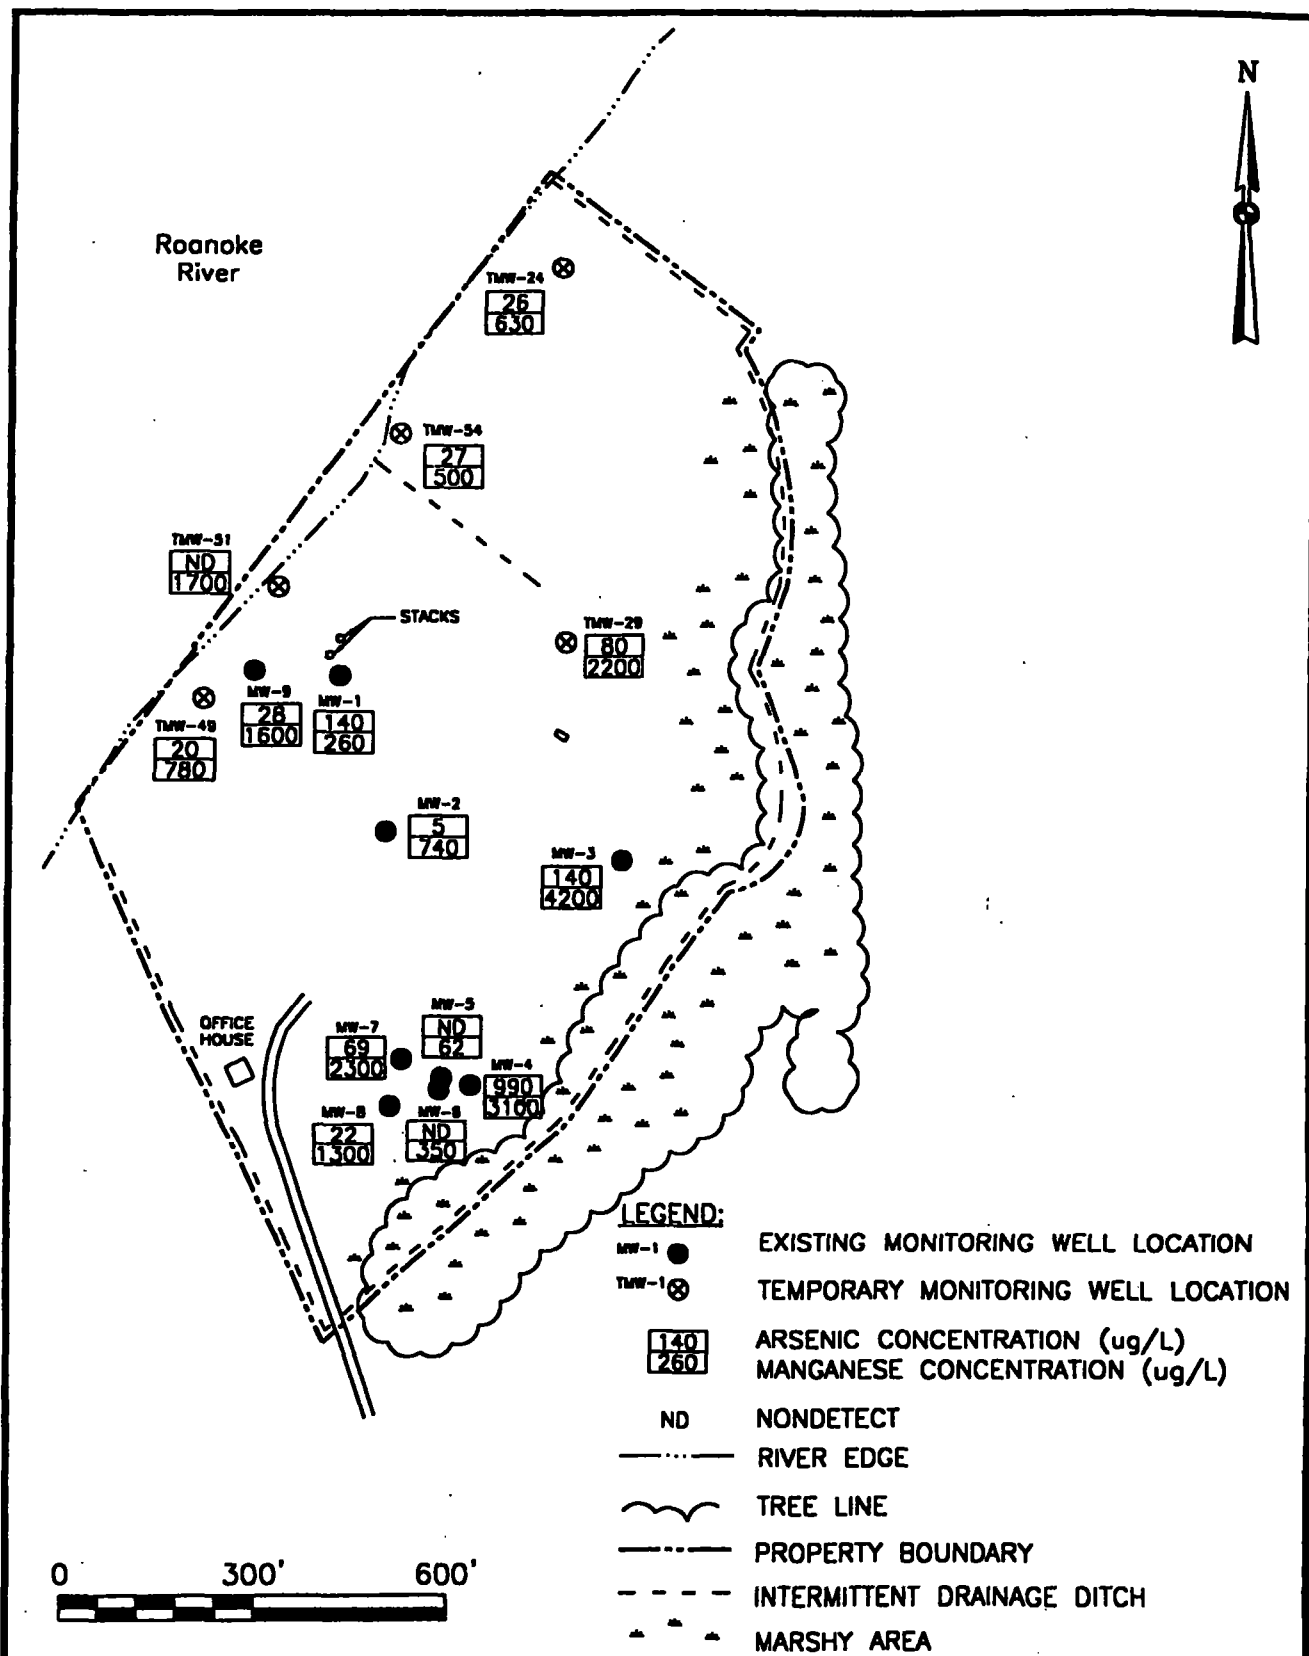 N
Roanoke
River
TMW-24
26
630
TMW-54
27
500
TMW-51
ND
1700
STACKS
TMW-29
80
2200
MW-9
28
1600
MW-1
140
260
TMW-49
20
780
MW-2
5
740
MW-3
140
4200
OFFICE
HOUSE
MW-5
ND
62
MW-7
69
2300
MW-4
990
3100
MW-8
22
1300
MW-6
ND
350
LEGEND:
MW-1 EXISTING MONITORING WELL LOCATION
TMW-1 TEMPORARY MONITORING WELL LOCATION
140 ARSENIC CONCENTRATION (ug/L)
260 MANGANESE CONCENTRATION (ug/L)
ND NONDETECT
RIVER EDGE
TREE LINE
PROPERTY BOUNDARY
INTERMITTENT DRAINAGE DITCH
MARSHY AREA
0 300' 600'